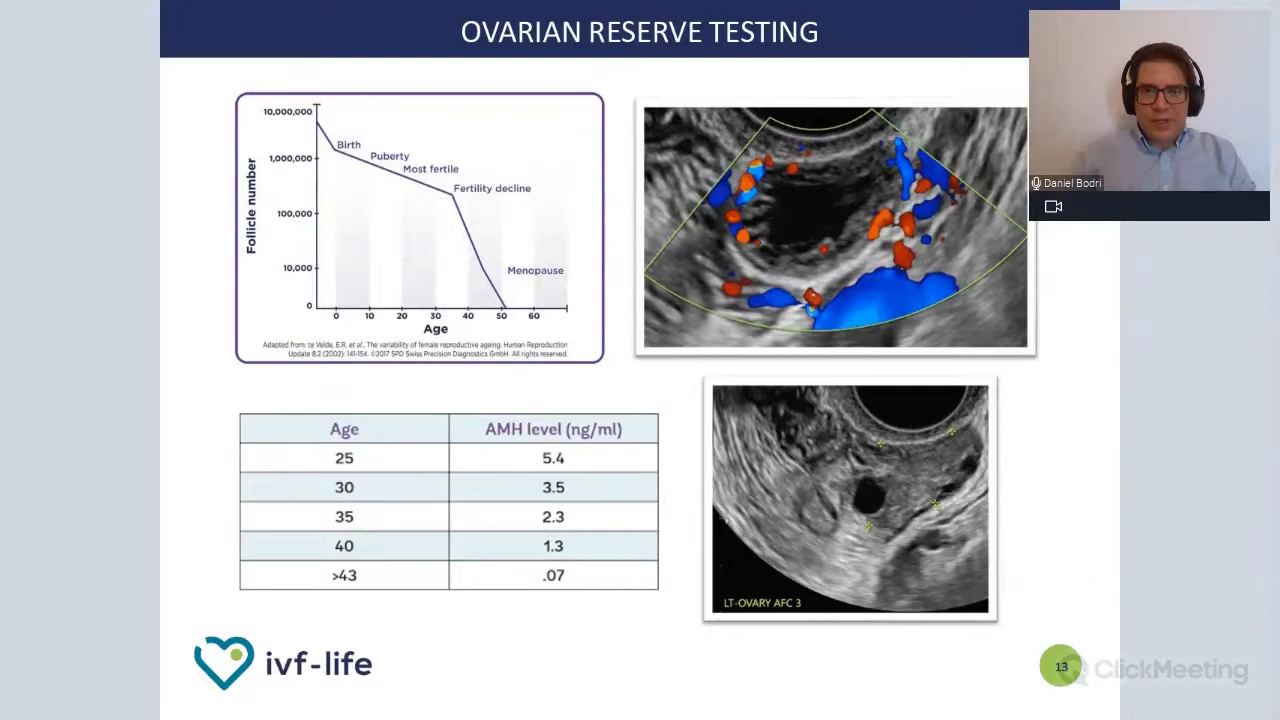 OVARIAN RESERVE TESTING
10,000,000
1,000,000
100,000
10,000
0
Follicle number
Birth
Puberty
Most fertile
Fertility decline
Menopause
0 10 20 30 40 50 60
Age
Adapted from: te Velde, E.R. et al., The variability of female reproductive ageing: Human Reproduction
Update 8.2 (2002): 141-154. ©2017 SPD Swiss Precision Diagnostics GmbH. All rights reserved.
Daniel Bodri
Age AMH level (ng/ml)
25 5.4
30 3.5
35 2.3
40 1.3
>43 .07
LT-OVARY AFC 3
ivf-life
13
ClickMeeting